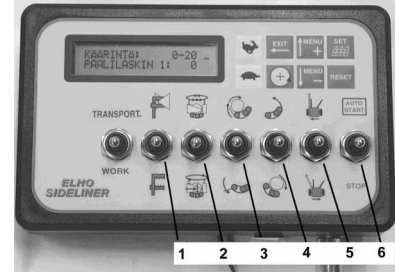 KÄÄRINTÄ: 0-20 _
PAALILASKIN 1: 0
EXIT
MENU
+
SET
MENU
−
RESET
TRANSPORT.
AUTO
START
WORK
ELHO
SIDELINER
STOP
1 2 3 4 5 6